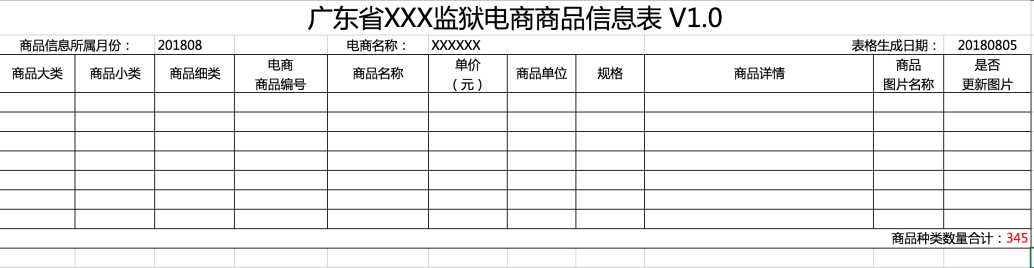 广东省XXX监狱电商商品信息表 V1.0
商品信息所属月份： 201808 电商名称： XXXXXX 表格生成日期： 20180805
商品大类 商品小类 商品细类 电商 商品编号 商品名称 单价 （元） 商品单位 规格 商品详情 商品 图片名称 是否 更新图片
商品种类数量合计：345